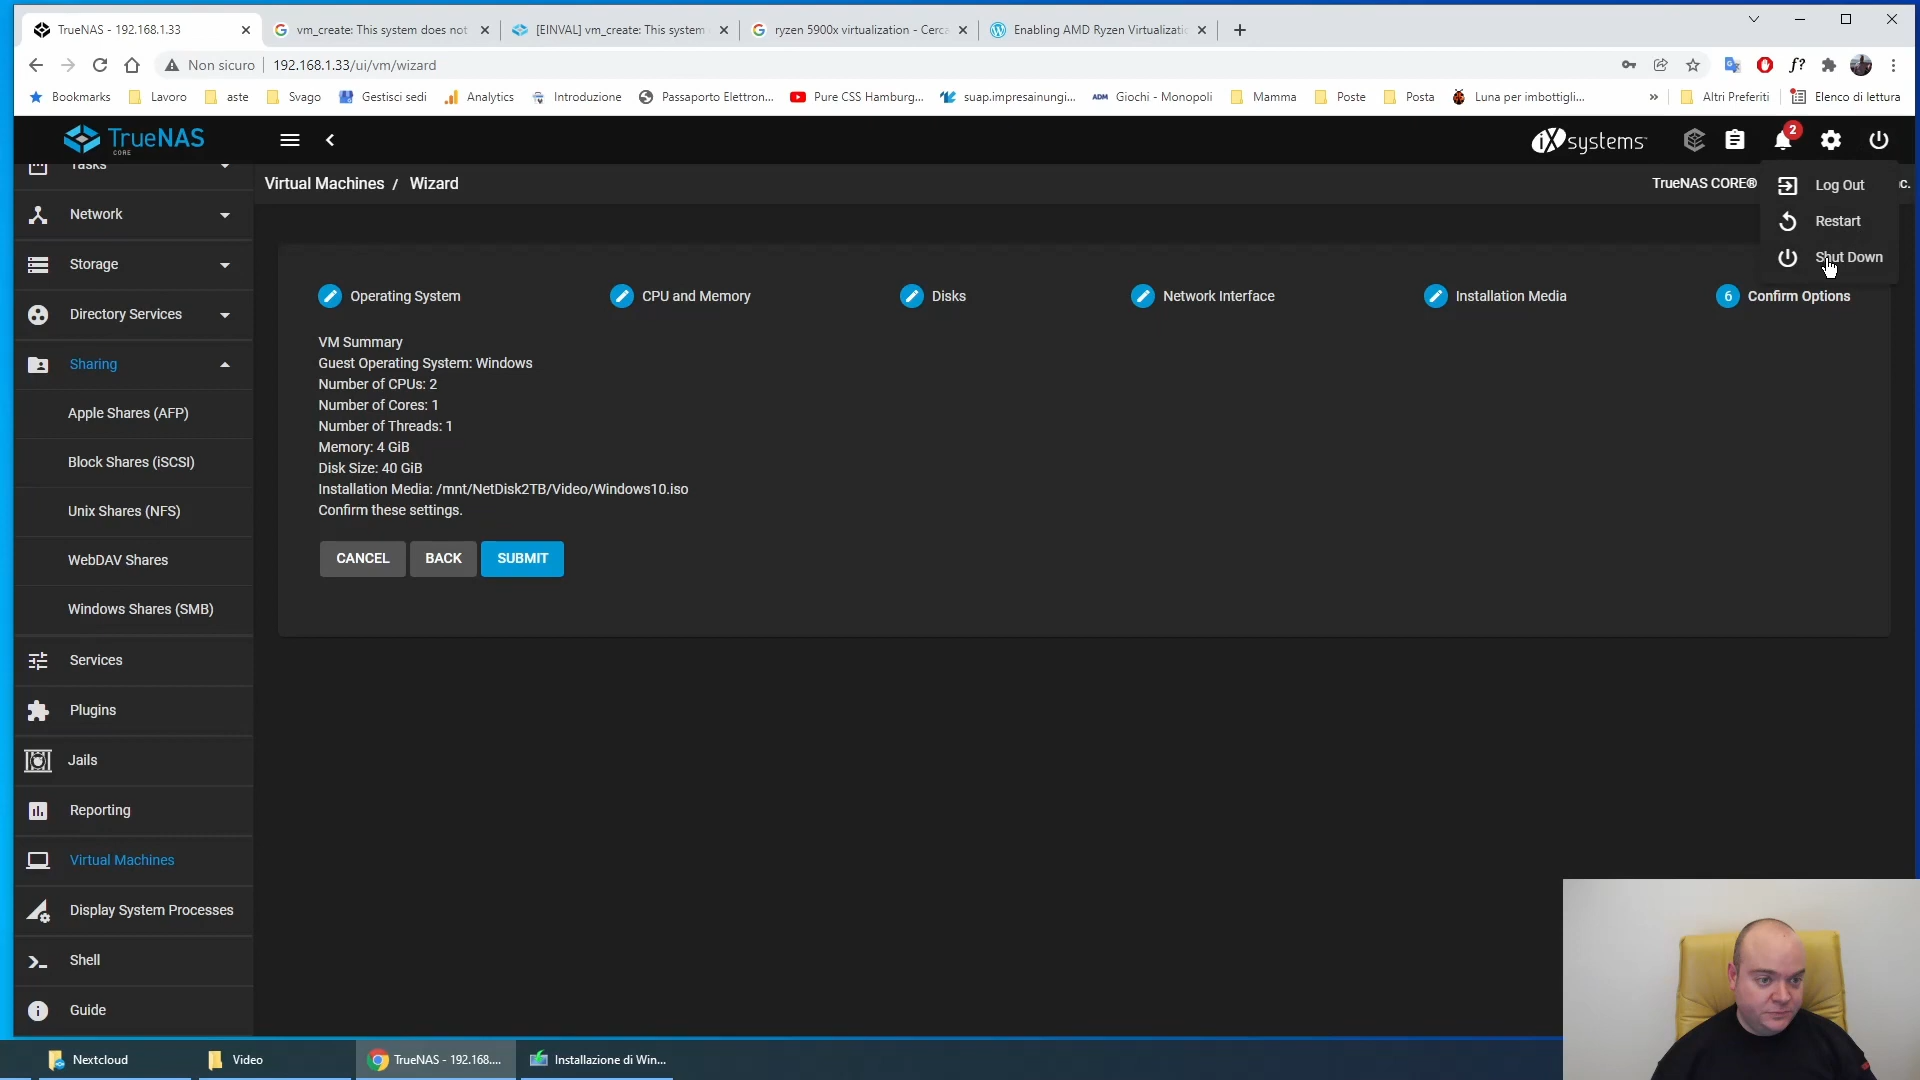 TrueNAS - 192.168.1.33
vm_create: This system does not
[EINVAL] vm_create: This system
ryzen 5900x virtualization - Cerca
Enabling AMD Ryzen Virtualizatio
Non sicuro
192.168.1.33/ui/vm/wizard
f?
Bookmarks
Lavoro
aste
Svago
Gestisci sedi
Analytics
Introduzione
Passaporto Elettron...
Pure CSS Hamburg...
suap.impresainungi...
ADM
Giochi - Monopoli
Mamma
Poste
Posta
Luna per imbottigli...
»
Altri Preferiti
Elenco di lettura
TrueNAS
CORE
iXsystems
2
Tasks
Virtual Machines / Wizard
TrueNAS CORE®
c.
Log Out
Restart
Shut Down
Network
Storage
Directory Services
Sharing
Apple Shares (AFP)
Block Shares (iSCSI)
Unix Shares (NFS)
WebDAV Shares
Windows Shares (SMB)
Services
Plugins
Jails
Reporting
Virtual Machines
Display System Processes
Shell
Guide
Operating System
CPU and Memory
Disks
Network Interface
Installation Media
6 Confirm Options
VM Summary
Guest Operating System: Windows
Number of CPUs: 2
Number of Cores: 1
Number of Threads: 1
Memory: 4 GiB
Disk Size: 40 GiB
Installation Media: /mnt/NetDisk2TB/Video/Windows10.iso
Confirm these settings.
CANCEL
BACK
SUBMIT
Nextcloud
Video
TrueNAS - 192.168....
Installazione di Win...